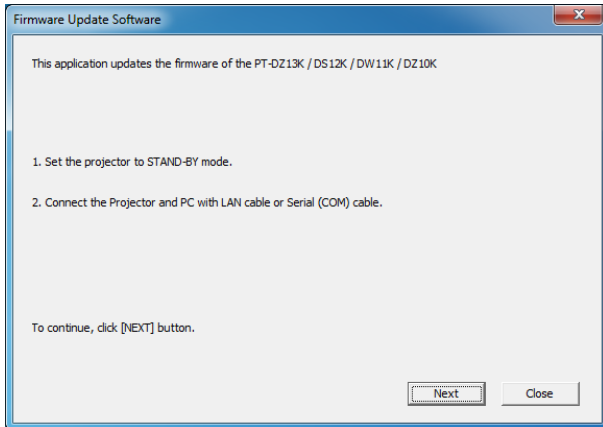 Firmware Update Software
This application updates the firmware of the PT-DZ13K / DS12K / DW11K / DZ10K
1. Set the projector to STAND-BY mode.
2. Connect the Projector and PC with LAN cable or Serial (COM) cable.
To continue, click [NEXT] button.
Next Close